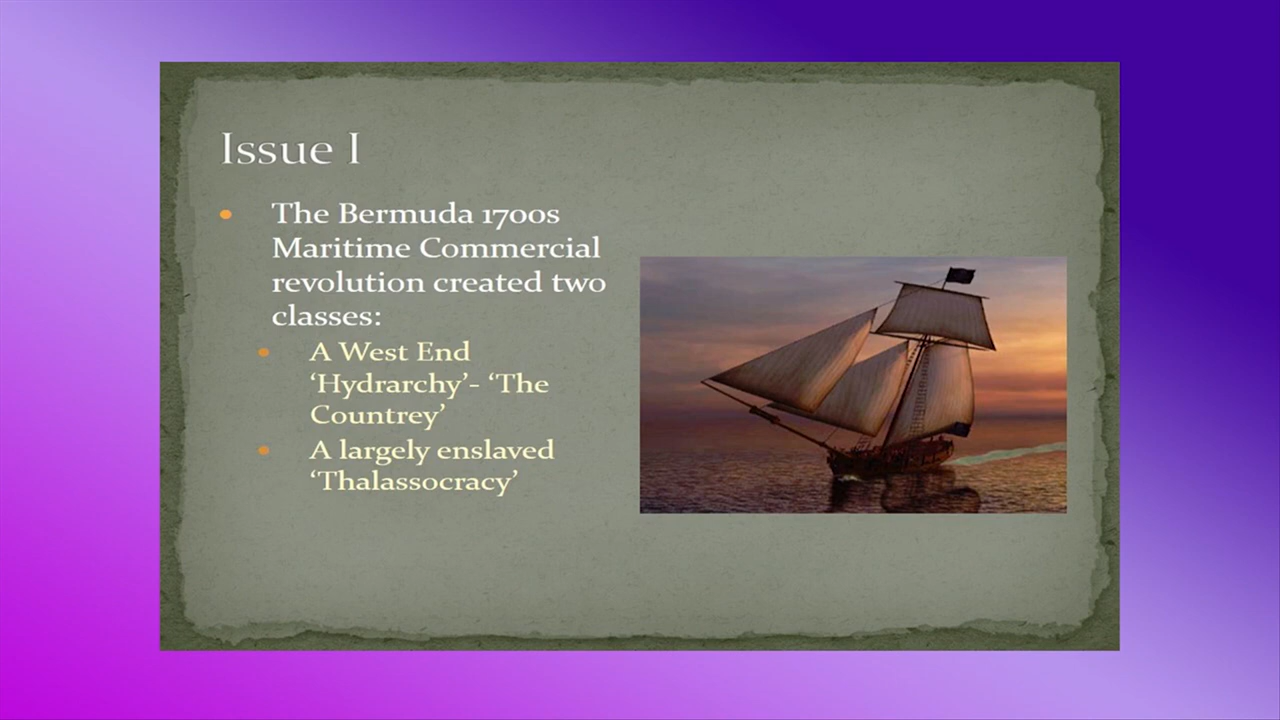 Issue I
The Bermuda 1700s
Maritime Commercial
revolution created two
classes:
A West End
‘Hydrarchy’- ‘The
Countrey’
A largely enslaved
‘Thalassocracy’